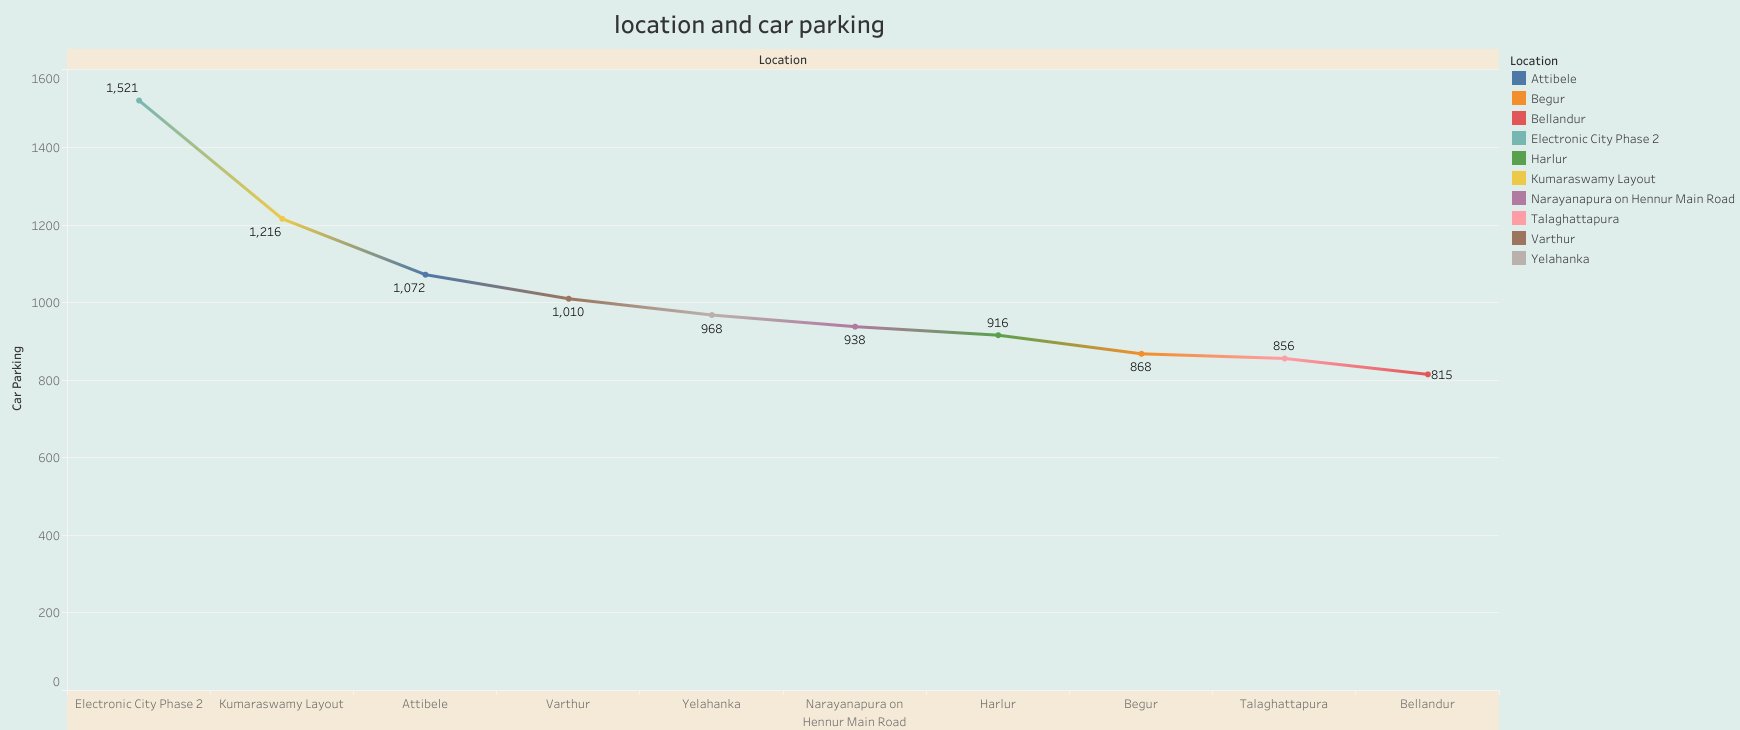 location and car parking
Location
1600
1400
1200
1000
800
600
400
200
0
Car Parking
1,521
1,216
1,072
1,010
968
938
916
868
856
815
Electronic City Phase 2
Kumaraswamy Layout
Attibele
Varthur
Yelahanka
Narayanapura on
Hennur Main Road
Harlur
Begur
Talaghattapura
Bellandur
Location
Attibele
Begur
Bellandur
Electronic City Phase 2
Harlur
Kumaraswamy Layout
Narayanapura on Hennur Main Road
Talaghattapura
Varthur
Yelahanka